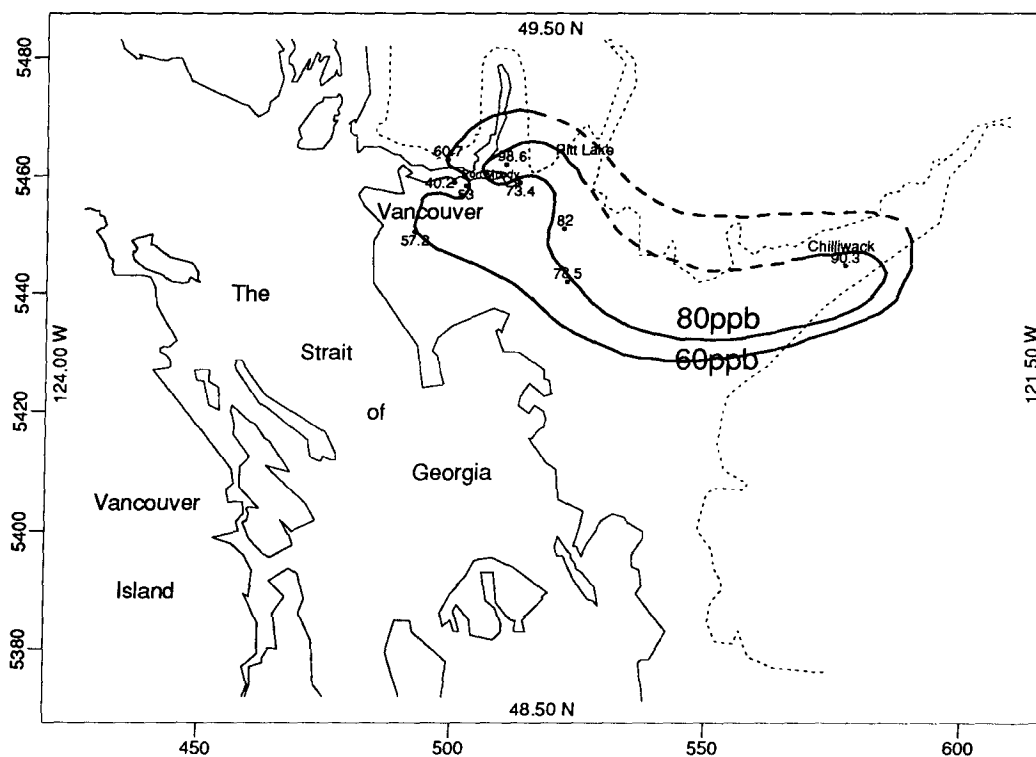 49.50 N
5480
5460
5440
5420
5400
5380
124.00 W
121.50 W
60.7
98.6
Pitt Lake
40.2
53
73.4
Vancouver
57.2
82
78.5
Chilliwack
90.3
80ppb
60ppb
The
Strait
of
Georgia
Vancouver
Island
48.50 N
450
500
550
600